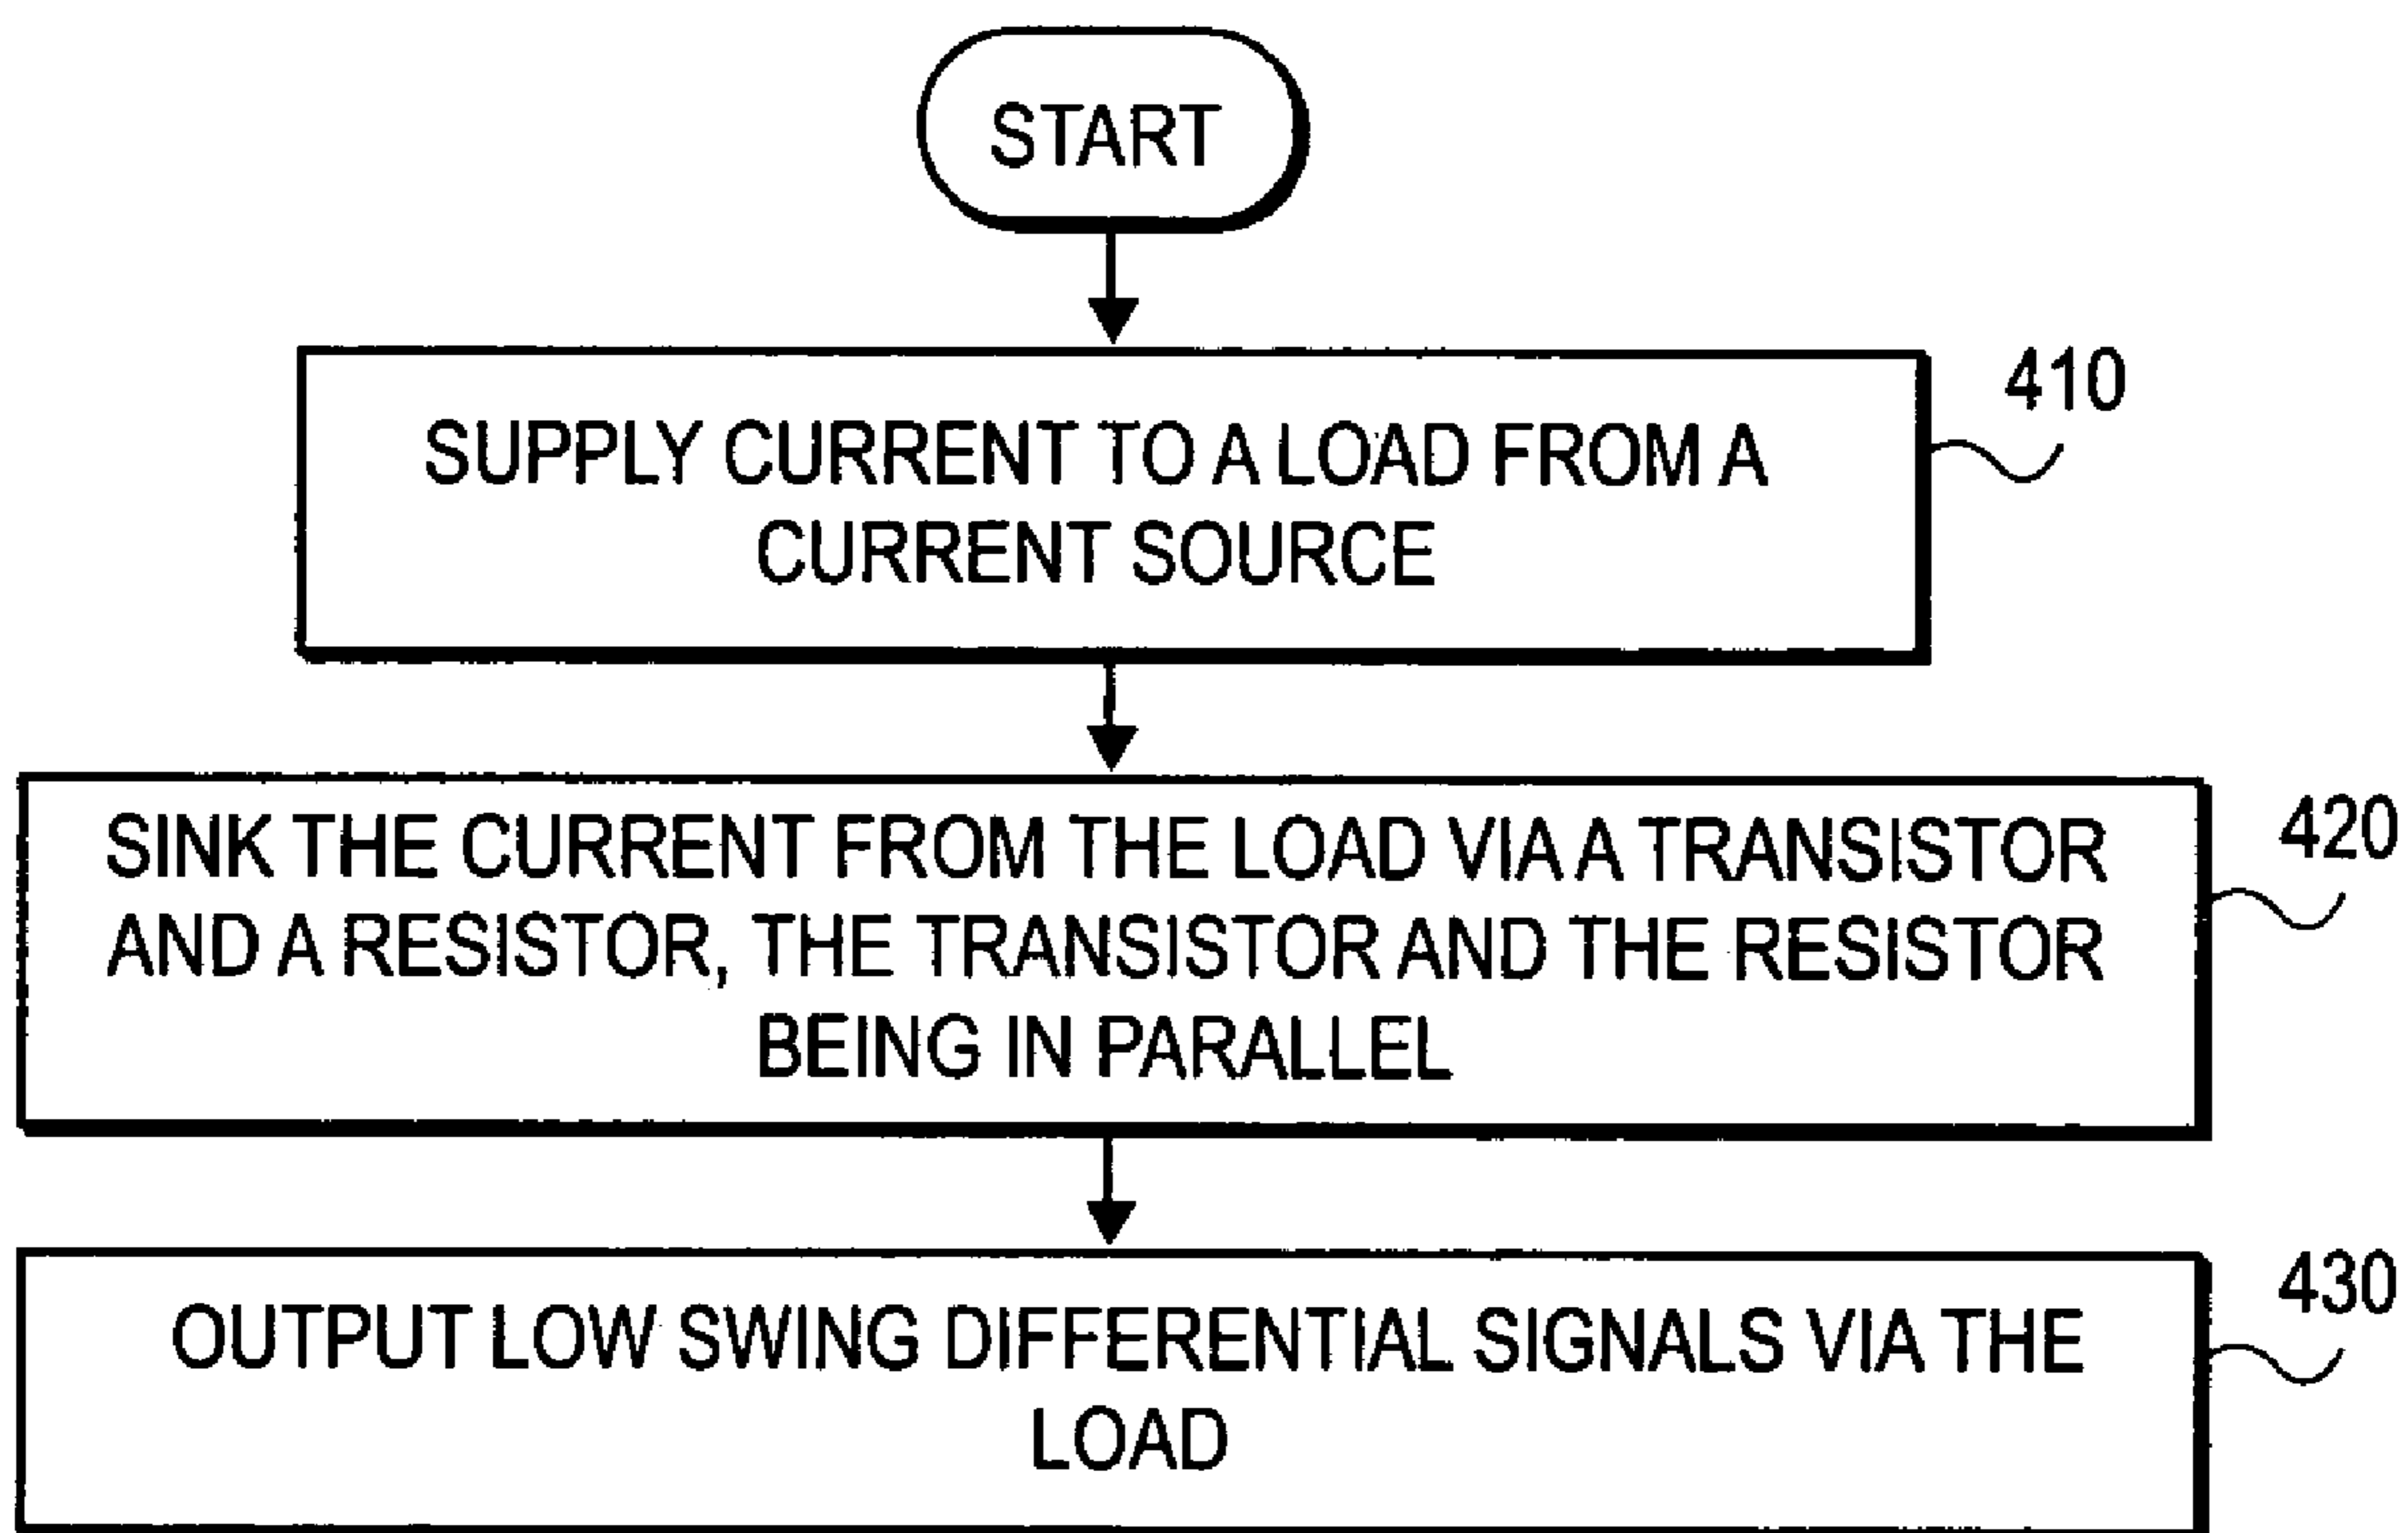 START
410
SUPPLY CURRENT TO A LOAD FROM A
CURRENT SOURCE
420
SINK THE CURRENT FROM THE LOAD VIA A TRANSISTOR
AND A RESISTOR, THE TRANSISTOR AND THE RESISTOR
BEING IN PARALLEL
430
OUTPUT LOW SWING DIFFERENTIAL SIGNALS VIA THE
LOAD